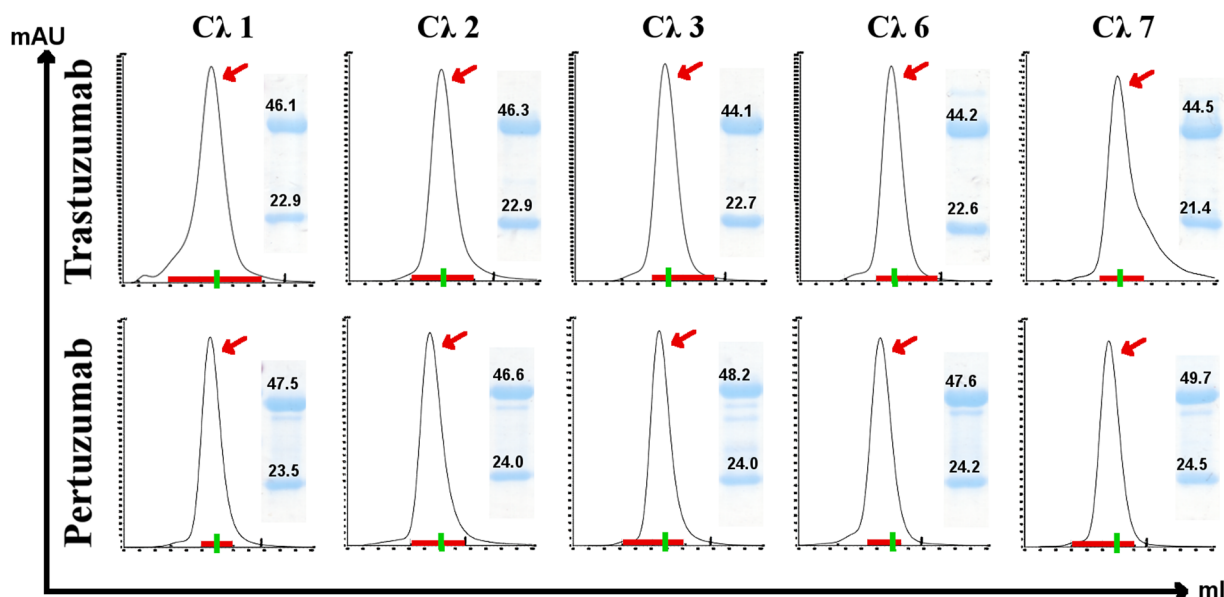 Cλ 1 Cλ 2 Cλ 3 Cλ 6 Cλ 7
mAU
Trastuzumab
46.1 46.3 44.1 44.2 44.5
22.9 22.9 22.7 22.6 21.4
Pertuzumab
47.5 46.6 48.2 47.6 49.7
23.5 24.0 24.0 24.2 24.5